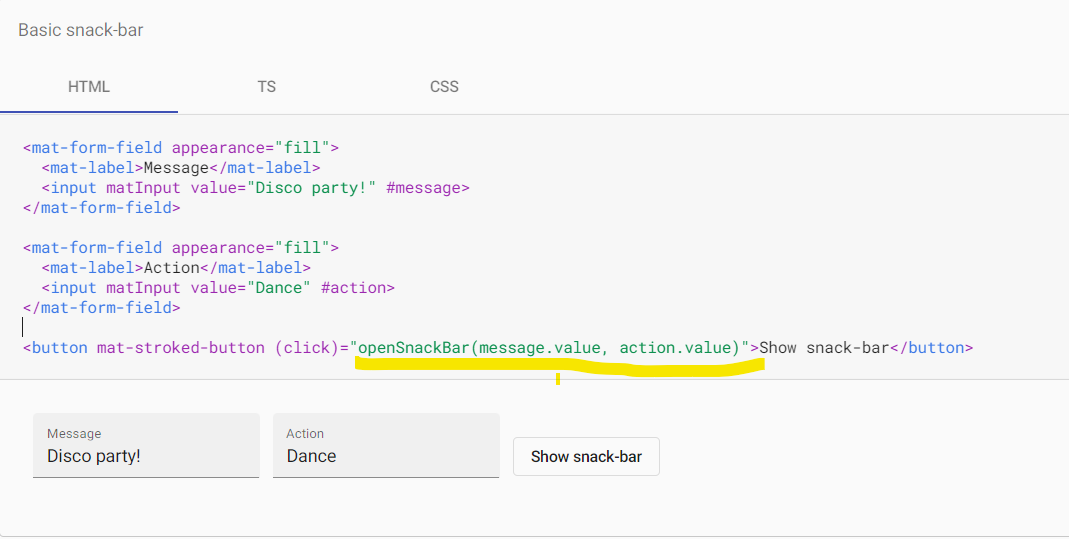 Basic snack-bar
HTML TS CSS
<mat-form-field appearance="fill">
  <mat-label>Message</mat-label>
  <input matInput value="Disco party!" #message>
</mat-form-field>
<mat-form-field appearance="fill">
  <mat-label>Action</mat-label>
  <input matInput value="Dance" #action>
</mat-form-field>
<button mat-stroked-button (click)="openSnackBar(message.value, action.value)">Show snack-bar</button>
Message Action
Disco party! Dance Show snack-bar